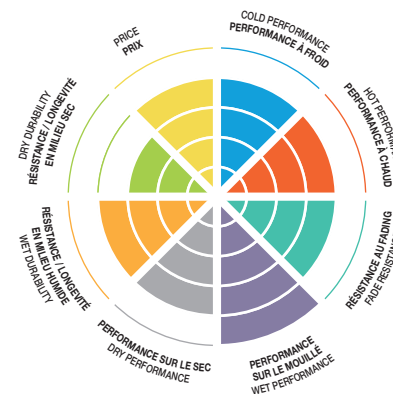 COLD PERFORMANCE
PERFORMANCE À FROID
HOT PERFORMANCE
PERFORMANCE À CHAUD
RÉSISTANCE AU FADING
FADE RESISTANCE
PERFORMANCE
SUR LE MOUILLÉ
WET PERFORMANCE
PERFORMANCE SUR LE SEC
DRY PERFORMANCE
RÉSISTANCE / LONGEVITÉ
EN MILIEU HUMIDE
WET DURABILITY
DRY DURABILITY
RÉSISTANCE / LONGEVITÉ
EN MILIEU SEC
PRICE
PRIX